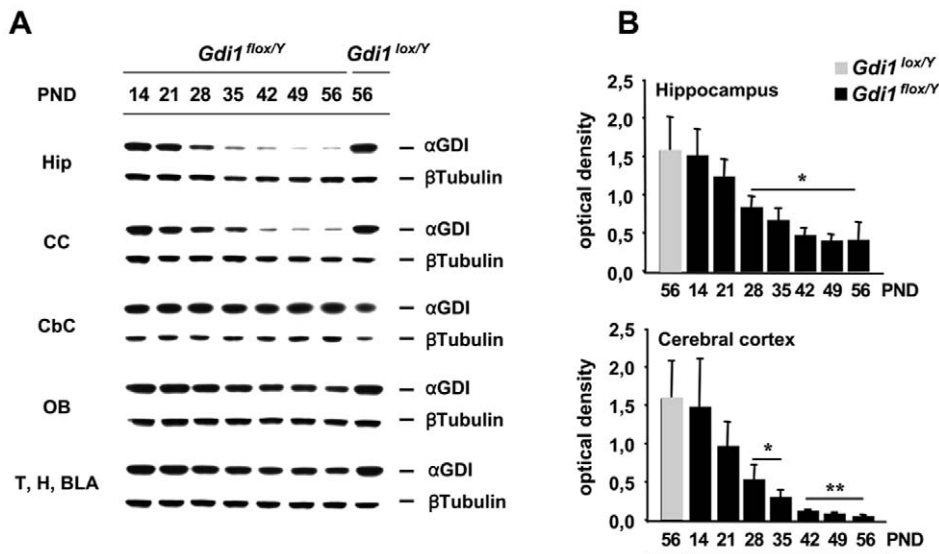 A
Gdi1 flox/Y Gdi1 lox/Y
PND 14 21 28 35 42 49 56 56
Hip αGDI
βTubulin
CC αGDI
βTubulin
CbC αGDI
βTubulin
OB αGDI
βTubulin
T, H, BLA αGDI
βTubulin
B
Gdi1 lox/Y
Gdi1 flox/Y
Hippocampus
optical density
2,5
2,0
1,5
1,0
0,5
0,0
*
56 14 21 28 35 42 49 56 PND
Cerebral cortex
optical density
2,5
2,0
1,5
1,0
0,5
0,0
*
**
56 14 21 28 35 42 49 56 PND